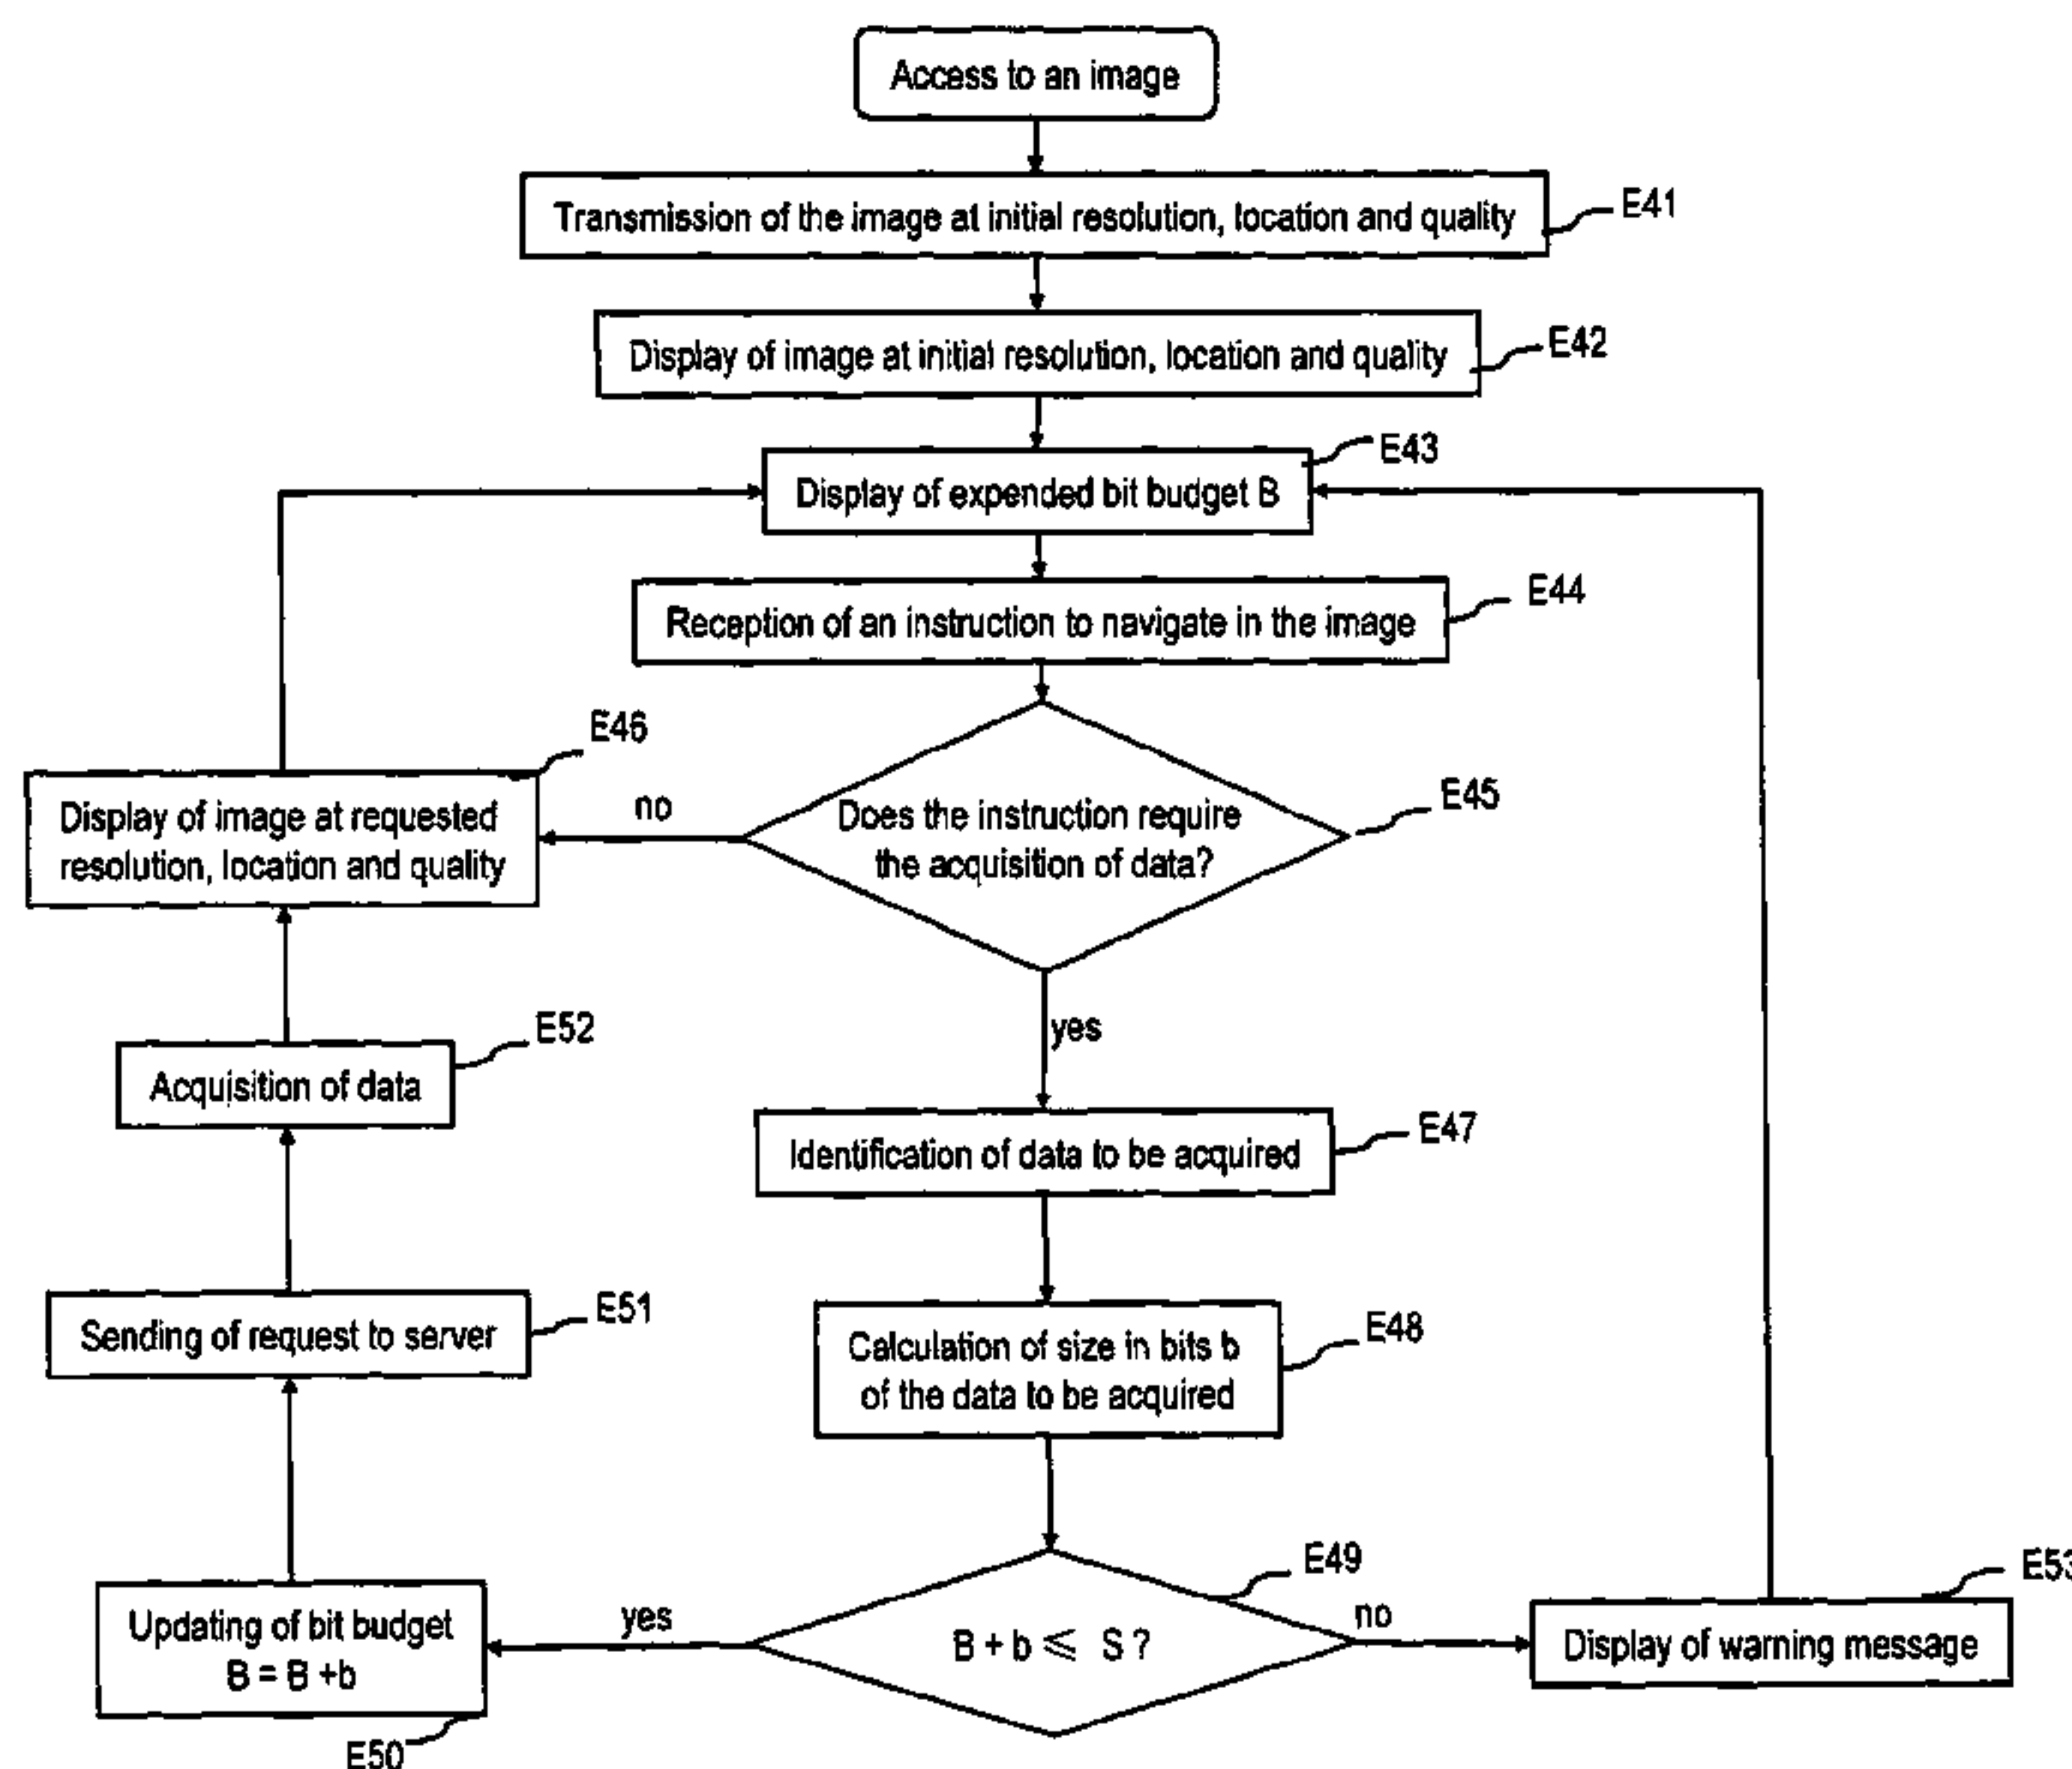 Access to an image
Transmission of the image at initial resolution, location and quality
E41
Display of image at initial resolution, location and quality
E42
E43
Display of expended bit budget B
E44
Reception of an instruction to navigate in the image
E46
Display of image at requested
resolution, location and quality
no
Does the instruction require
the acquisition of data?
E45
yes
E52
Acquisition of data
Identification of data to be acquired
E47
E51
Sending of request to server
Calculation of size in bits b
of the data to be acquired
E48
E49
Updating of bit budget
B = B +b
E50
yes
B + b ⩽ S ?
no
E53
Display of warning message